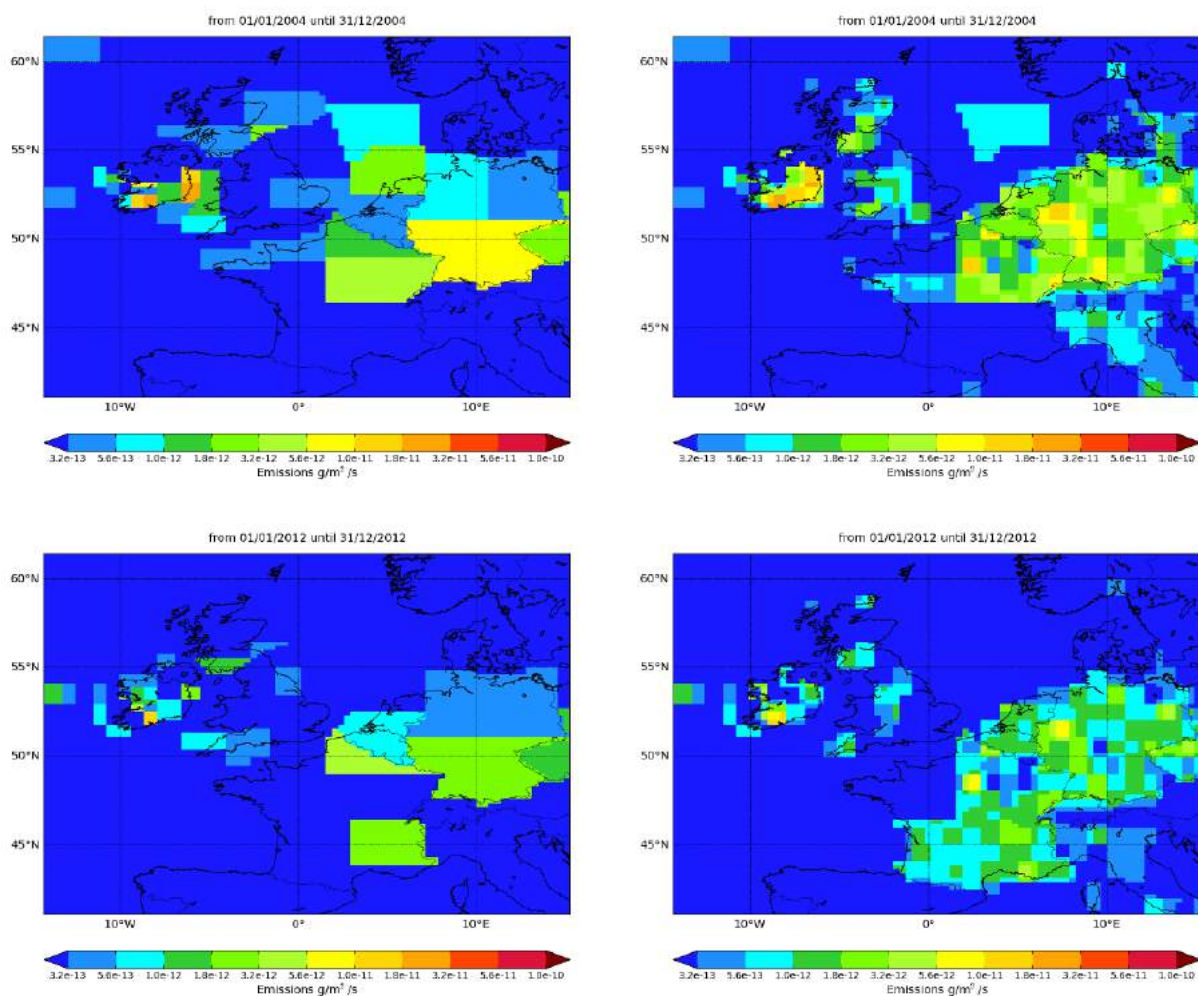 from 01/01/2004 until 31/12/2004
60°N
55°N
50°N
45°N
10°W 0° 10°E
3.2e-13 5.6e-13 1.0e-12 1.8e-12 3.2e-12 5.6e-12 1.0e-11 1.8e-11 3.2e-11 5.6e-11 1.0e-10
Emissions g/m²/s
from 01/01/2004 until 31/12/2004
60°N
55°N
50°N
45°N
10°W 0° 10°E
3.2e-13 5.6e-13 1.0e-12 1.8e-12 3.2e-12 5.6e-12 1.0e-11 1.8e-11 3.2e-11 5.6e-11 1.0e-10
Emissions g/m²/s
from 01/01/2012 until 31/12/2012
60°N
55°N
50°N
45°N
10°W 0° 10°E
3.2e-13 5.6e-13 1.0e-12 1.8e-12 3.2e-12 5.6e-12 1.0e-11 1.8e-11 3.2e-11 5.6e-11 1.0e-10
Emissions g/m²/s
from 01/01/2012 until 31/12/2012
60°N
55°N
50°N
45°N
10°W 0° 10°E
3.2e-13 5.6e-13 1.0e-12 1.8e-12 3.2e-12 5.6e-12 1.0e-11 1.8e-11 3.2e-11 5.6e-11 1.0e-10
Emissions g/m²/s